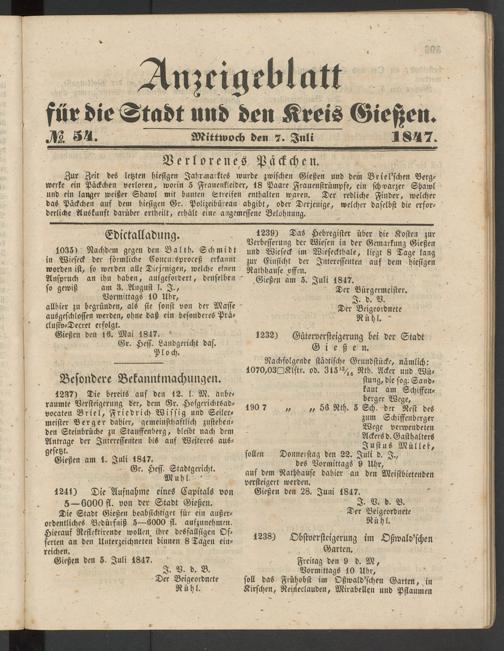 Anzeigeblatt
für die Stadt und den Kreis Gießen.
№ 54. Mittwoch den 7. Juli 1847.
Verlorenes Päckchen.
Zur Zeit des letzten hiesigen Jahrmarktes wurde zwischen Gießen und dem Briel'schen Berg-
werke ein Päckchen verloren, worin 5 Frauenkleider, 18 Paare Frauenstrümpfe, ein schwarzer Shawl
und ein langer weißer Shawl mit bunten Streifen enthalten waren. Der redliche Finder, welcher
das Päckchen auf dem hiesigen Gr. Polizeibüreau abgibt, oder Derjenige, welcher daselbst die erfor-
derliche Auskunft darüber ertheilt, erhält eine angemessene Belohnung.
Edictalladung.
1035) Nachdem gegen den Balth. Schmidt
in Wieseck der förmliche Concursproceß erkannt
worden ist, so werden alle Diejenigen, welche einen
Anspruch an ihn haben, aufgefordert, denselben
so gewiß am 3. August l. J.,
Vormittags 10 Uhr,
allhier zu begründen, als sie sonst von der Masse
ausgeschlossen werden, ohne daß ein besonderes Prä-
clusiv-Decret erfolgt.
Gießen den 16. Mai 1847.
Gr. Hess. Landgericht das.
Ploch.
Besondere Bekanntmachungen.
1237) Die bereits auf den 12. l. M. anbe-
raumte Versteigerung der, dem Gr. Hofgerichtsad-
vocaten Briel, Friedrich Wissig und Seiler-
meister Berger dahier, gemeinschaftlich zustehen-
den Steinbrüche zu Stauffenberg, bleibt nach dem
Antrage der Interessenten bis auf Weiteres aus-
gesetzt.
Gießen am 1. Juli 1847.
Gr. Hess. Stadtgericht.
Muhl.
1241) Die Aufnahme eines Capitals von
5—6000 fl. von der Stadt Gießen.
Die Stadt Gießen beabsichtiget für ein außer-
ordentliches Bedürfniß 5—6000 fl. aufzunehmen.
Hierauf Reflektirende wollen ihre desfallsigen Of-
ferten an den Unterzeichneten binnen 8 Tagen ein-
reichen.
Gießen den 5. Juli 1847.
J. V. d. B.
Der Beigeordnete
Rühl.
1239) Das Hebregister über die Kosten zur
Verbesserung der Wiesen in der Gemarkung Gießen
und Wieseck im Wieseckthale, liegt 8 Tage lang
zur Einsicht der Interessenten auf dem hiesigen
Rathhause offen.
Gießen am 5. Juli 1847.
Der Bürgermeister.
J. d. V.
Der Beigeordnete
Rühl.
1232) Güterversteigerung bei der Stadt
Gießen.
Nachfolgende städtische Grundstücke, nämlich:
Rth. Acker und Wü-
stung, die sog. Sand-
kaut am Schiffen-
berger Wege,
190 7 „ „ 56 Rth. 5 Sch. der Rest des
zum Schiffenberger
Wege verwendeten
Ackers d. Gasthalters
Justus Müller,
sollen Donnerstag den 22. Juli d. J.,
des Vormittags 9 Uhr,
auf dem Rathhause dahier an den Meistbietenden
versteigert werden.
Gießen den 28. Juni 1847.
J. V. d. B.
Der Beigeordnete
Rühl.
1238) Obstversteigerung im Oßwald'schen
Garten.
Freitag den 9 d. M,
Vormittags 10 Uhr,
soll das Frühobst im Oßwald'schen Garten, in
Kirschen, Reineclauden, Mirabellen und Pflaumen